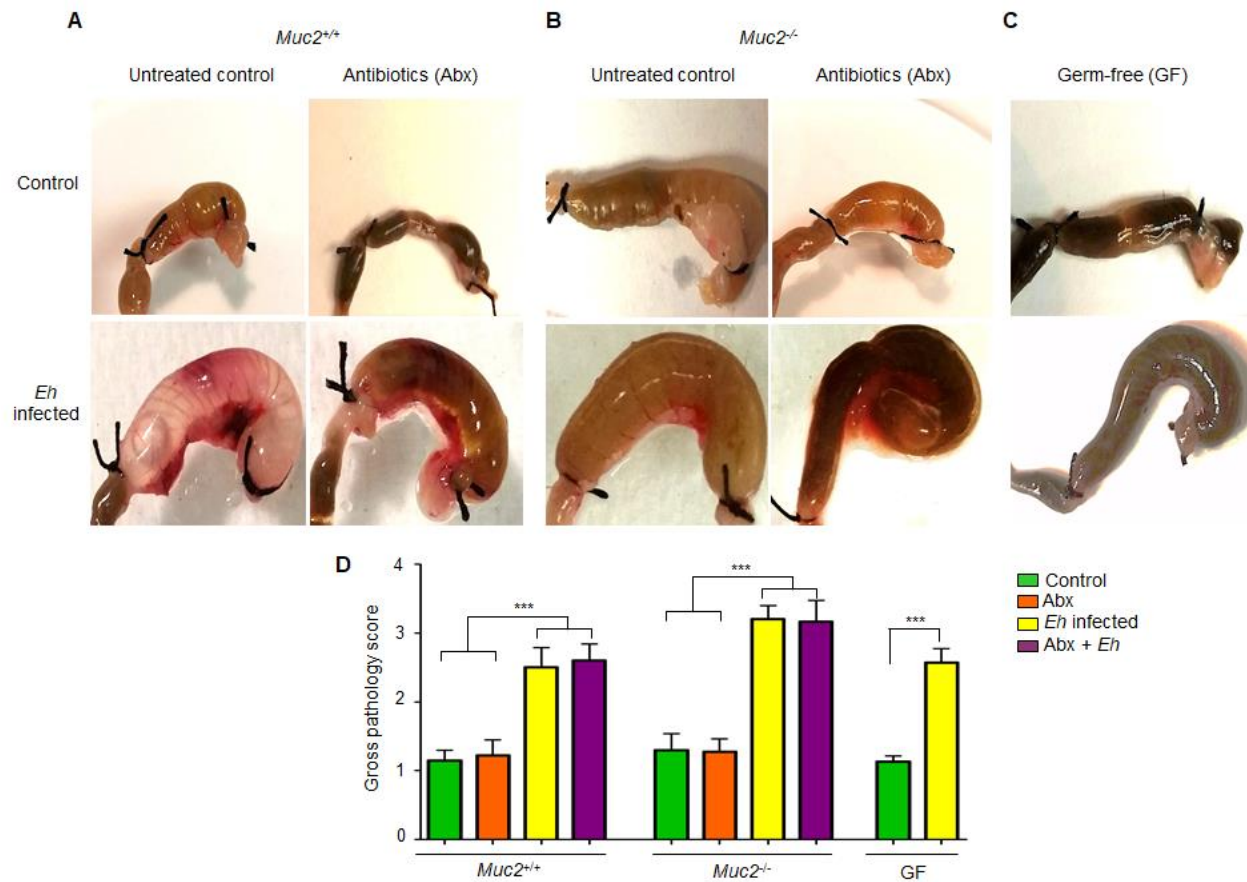 A
Muc2+/+
Untreated control
Antibiotics (Abx)
B
Muc2-/-
Untreated control
Antibiotics (Abx)
C
Germ-free (GF)
Control
Eh
infected
D
Gross pathology score
4
3
2
1
0
***
***
***
Muc2+/+
Muc2-/-
GF
Control
Abx
Eh infected
Abx + Eh